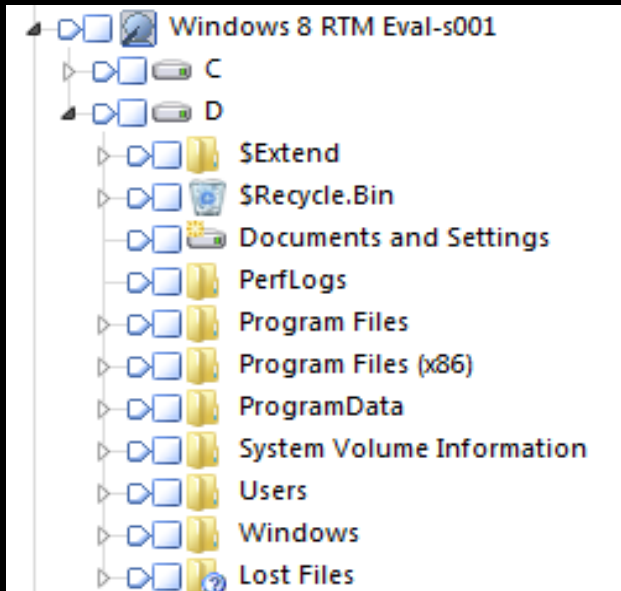 Windows 8 RTM Eval-s001
C
D
$Extend
$Recycle.Bin
Documents and Settings
PerfLogs
Program Files
Program Files (x86)
ProgramData
System Volume Information
Users
Windows
Lost Files